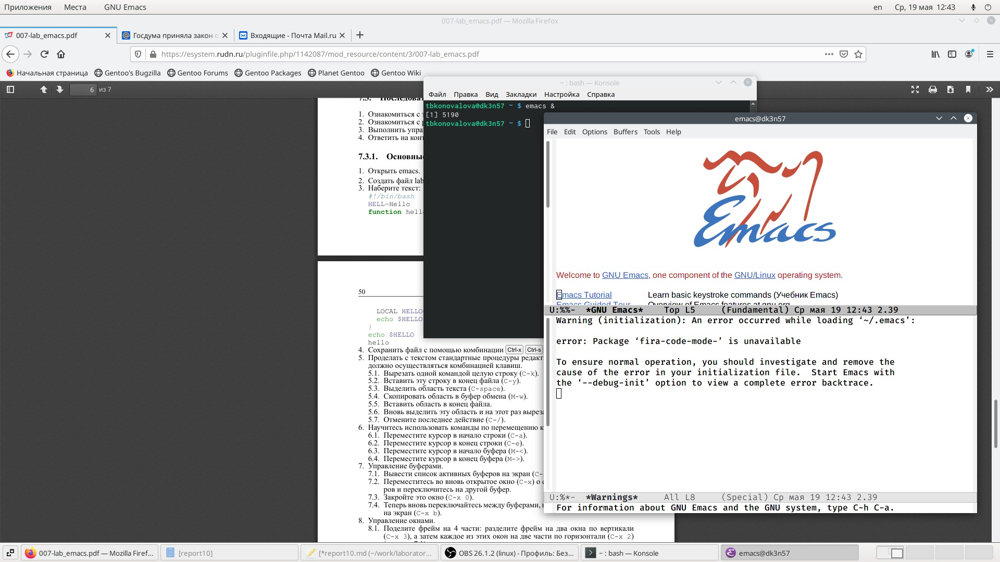 Приложения Места GNU Emacs en Ср, 19 мая 12:43
007-lab_emacs.pdf — Mozilla Firefox
007-lab_emacs.pdf Госдума приняла закон о Входящие - Почта Mail.ru
https://esystem.rudn.ru/pluginfile.php/1142087/mod_resource/content/3/007-lab_emacs.pdf
Начальная страница Gentoo's Bugzilla Gentoo Forums Gentoo Packages Planet Gentoo Gentoo Wiki
6 из 7
1. Ознакомиться с
2. Ознакомиться с
3. Выполнить упра
4. Ответить на конт
7.3.1. Основны
1. Открыть emacs.
2. Создать файл lab
3. Наберите текст:
#!/bin/bash
HELL=Hello
function hell
50
LOCAL HELLO
echo $HELLO
}
echo $HELLO
hello
4. Сохранить файл с помощью комбинации Ctrl-x Ctrl-s
5. Проделать с текстом стандартные процедуры редакт
должно осуществляться комбинацией клавиш.
5.1. Вырезать одной командой целую строку (C-k).
5.2. Вставить эту строку в конец файла (C-y).
5.3. Выделить область текста (C-space).
5.4. Скопировать область в буфер обмена (M-w).
5.5. Вставить область в конец файла.
5.6. Вновь выделить эту область и на этот раз выреза
5.7. Отмените последнее действие (C-/).
6. Научитесь использовать команды по перемещению к
6.1. Переместите курсор в начало строки (C-a).
6.2. Переместите курсор в конец строки (C-e).
6.3. Переместите курсор в начало буфера (M-<).
6.4. Переместите курсор в конец буфера (M->).
7. Управление буферами.
7.1. Вывести список активных буферов на экран (C-
7.2. Переместитесь во вновь открытое окно (C-x) o
ров и переключитесь на другой буфер.
7.3. Закройте это окно (C-x 0).
7.4. Теперь вновь переключайтесь между буферами,
на экран (C-x b).
8. Управление окнами.
8.1. Поделите фрейм на 4 части: разделите фрейм на два окна по вертикали
(C-x 3), а затем каждое из этих окон на две части по горизонтали (C-x 2)
~ : bash — Konsole
Файл Правка Вид Закладки Настройка Справка
tbkonovalova@dk3n57 ~ $ emacs &
[1] 5190
tbkonovalova@dk3n57 ~ $
emacs@dk3n57
File Edit Options Buffers Tools Help
Emacs
Welcome to GNU Emacs, one component of the GNU/Linux operating system.
Emacs Tutorial Learn basic keystroke commands (Учебник Emacs)
Emacs Guided Tour Overview of Emacs features at gnu.org
U:%%- *GNU Emacs* Top L5 (Fundamental) Ср мая 19 12:43 2.39
Warning (initialization): An error occurred while loading ‘~/.emacs’:
error: Package ‘fira-code-mode-’ is unavailable
To ensure normal operation, you should investigate and remove the
cause of the error in your initialization file. Start Emacs with
the ‘--debug-init’ option to view a complete error backtrace.
U:%*- *Warnings* All L8 (Special) Ср мая 19 12:43 2.39
For information about GNU Emacs and the GNU system, type C-h C-a.
007-lab_emacs.pdf — Mozilla Firef... [report10] [*report10.md (~/work/laborator... OBS 26.1.2 (linux) - Профиль: Без... ~ : bash — Konsole emacs@dk3n57